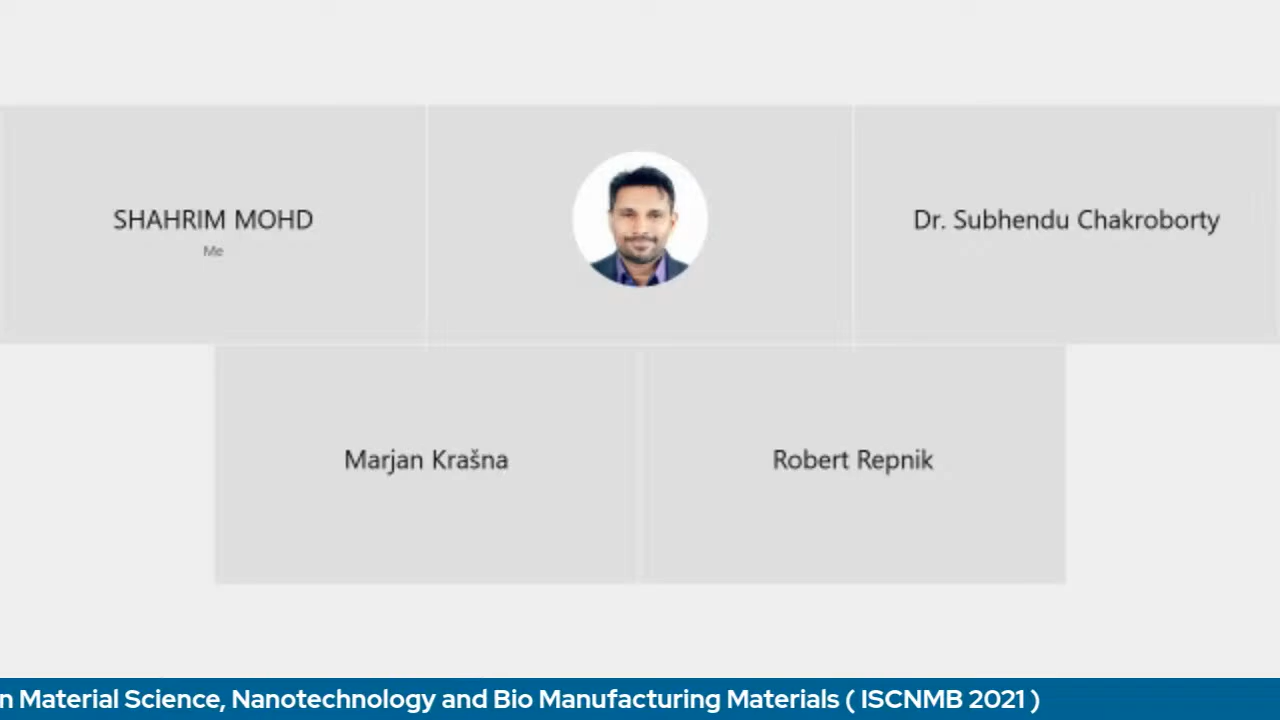 SHAHRIM MOHD
Me
Dr. Subhendu Chakroborty
Marjan Krašna
Robert Repnik
n Material Science, Nanotechnology and Bio Manufacturing Materials ( ISCNMB 2021 )